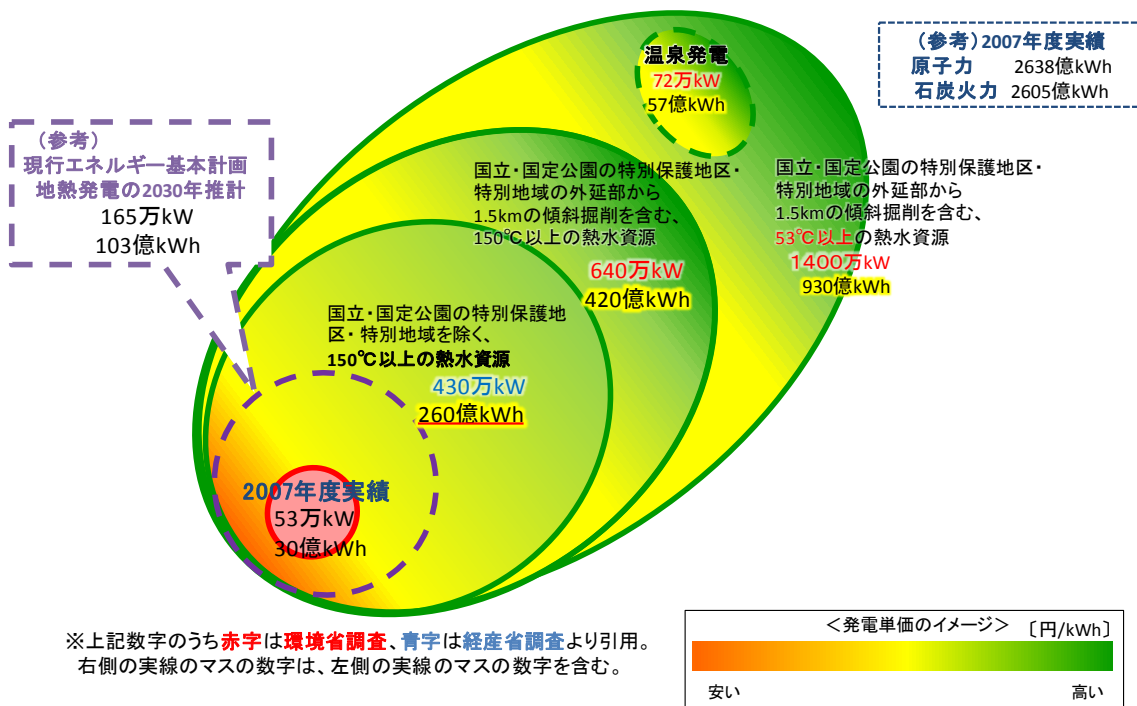 (参考)2007年度実績
原子力 2638億kWh
石炭火力 2605億kWh
温泉発電
72万kW
57億kWh
(参考)
現行エネルギー基本計画
地熱発電の2030年推計
165万kW
103億kWh
国立・国定公園の特別保護地区・
特別地域の外延部から
1.5kmの傾斜掘削を含む、
150℃以上の熱水資源
640万kW
420億kWh
国立・国定公園の特別保護地区・
特別地域の外延部から
1.5kmの傾斜掘削を含む、
53℃以上の熱水資源
1400万kW
930億kWh
国立・国定公園の特別保護地
区・特別地域を除く、
150℃以上の熱水資源
430万kW
260億kWh
2007年度実績
53万kW
30億kWh
※上記数字のうち赤字は環境省調査、青字は経産省調査より引用。
右側の実線のマスの数字は、左側の実線のマスの数字を含む。
＜発電単価のイメージ＞ 〔円/kWh〕
安い 高い